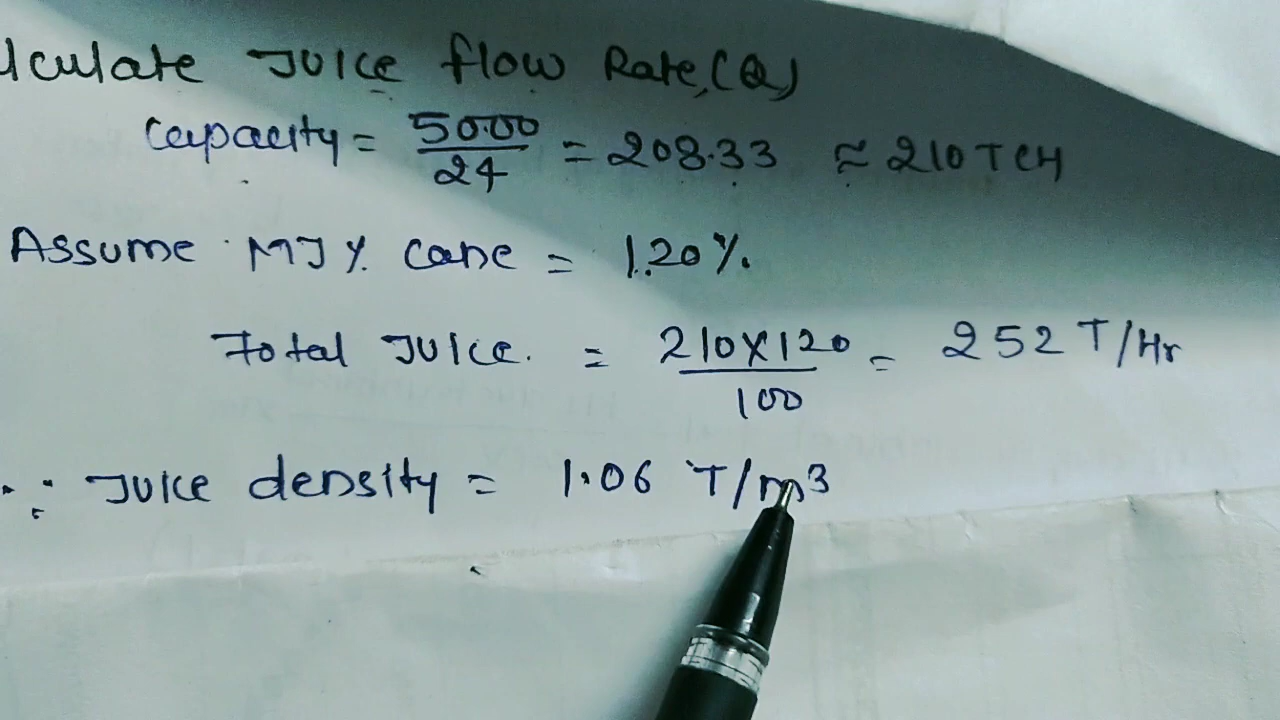 lculate Juice flow Rate,(Q)
Capacity = 5000/24 = 208.33 ≈ 210 TCH
Assume MJ% cane = 120%.
Total Juice. = 210×120/100 = 252 T/Hr
∵ Juice density = 1.06 T/m³